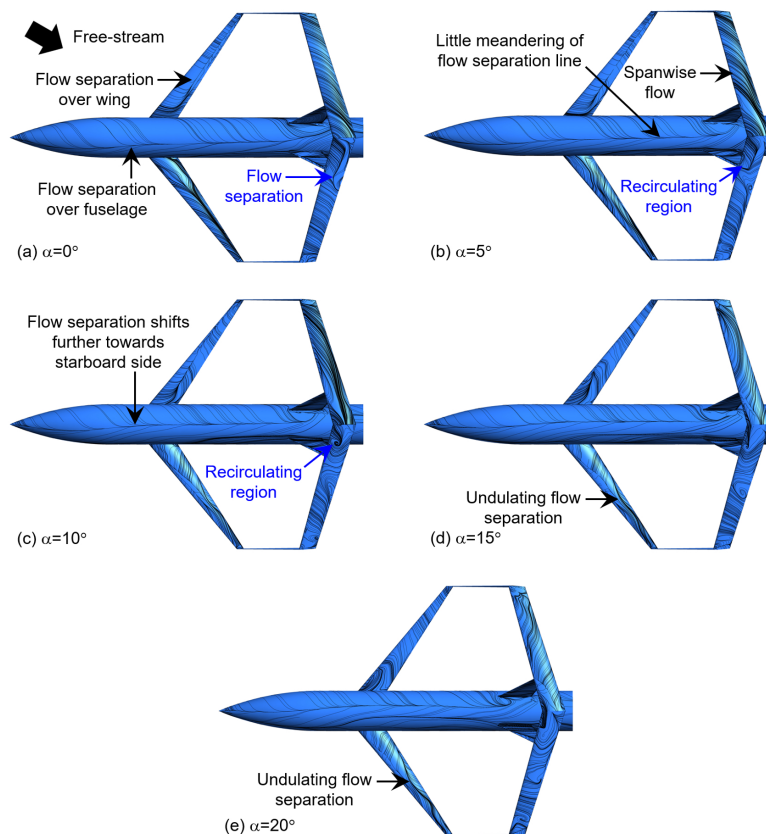 Free-stream
Flow separation
over wing
Flow separation
over fuselage
Flow
separation
(a) α=0°
Little meandering of
flow separation line
Spanwise
flow
Recirculating
region
(b) α=5°
Flow separation shifts
further towards
starboard side
Recirculating
region
(c) α=10°
Undulating flow
separation
(d) α=15°
Undulating flow
separation
(e) α=20°